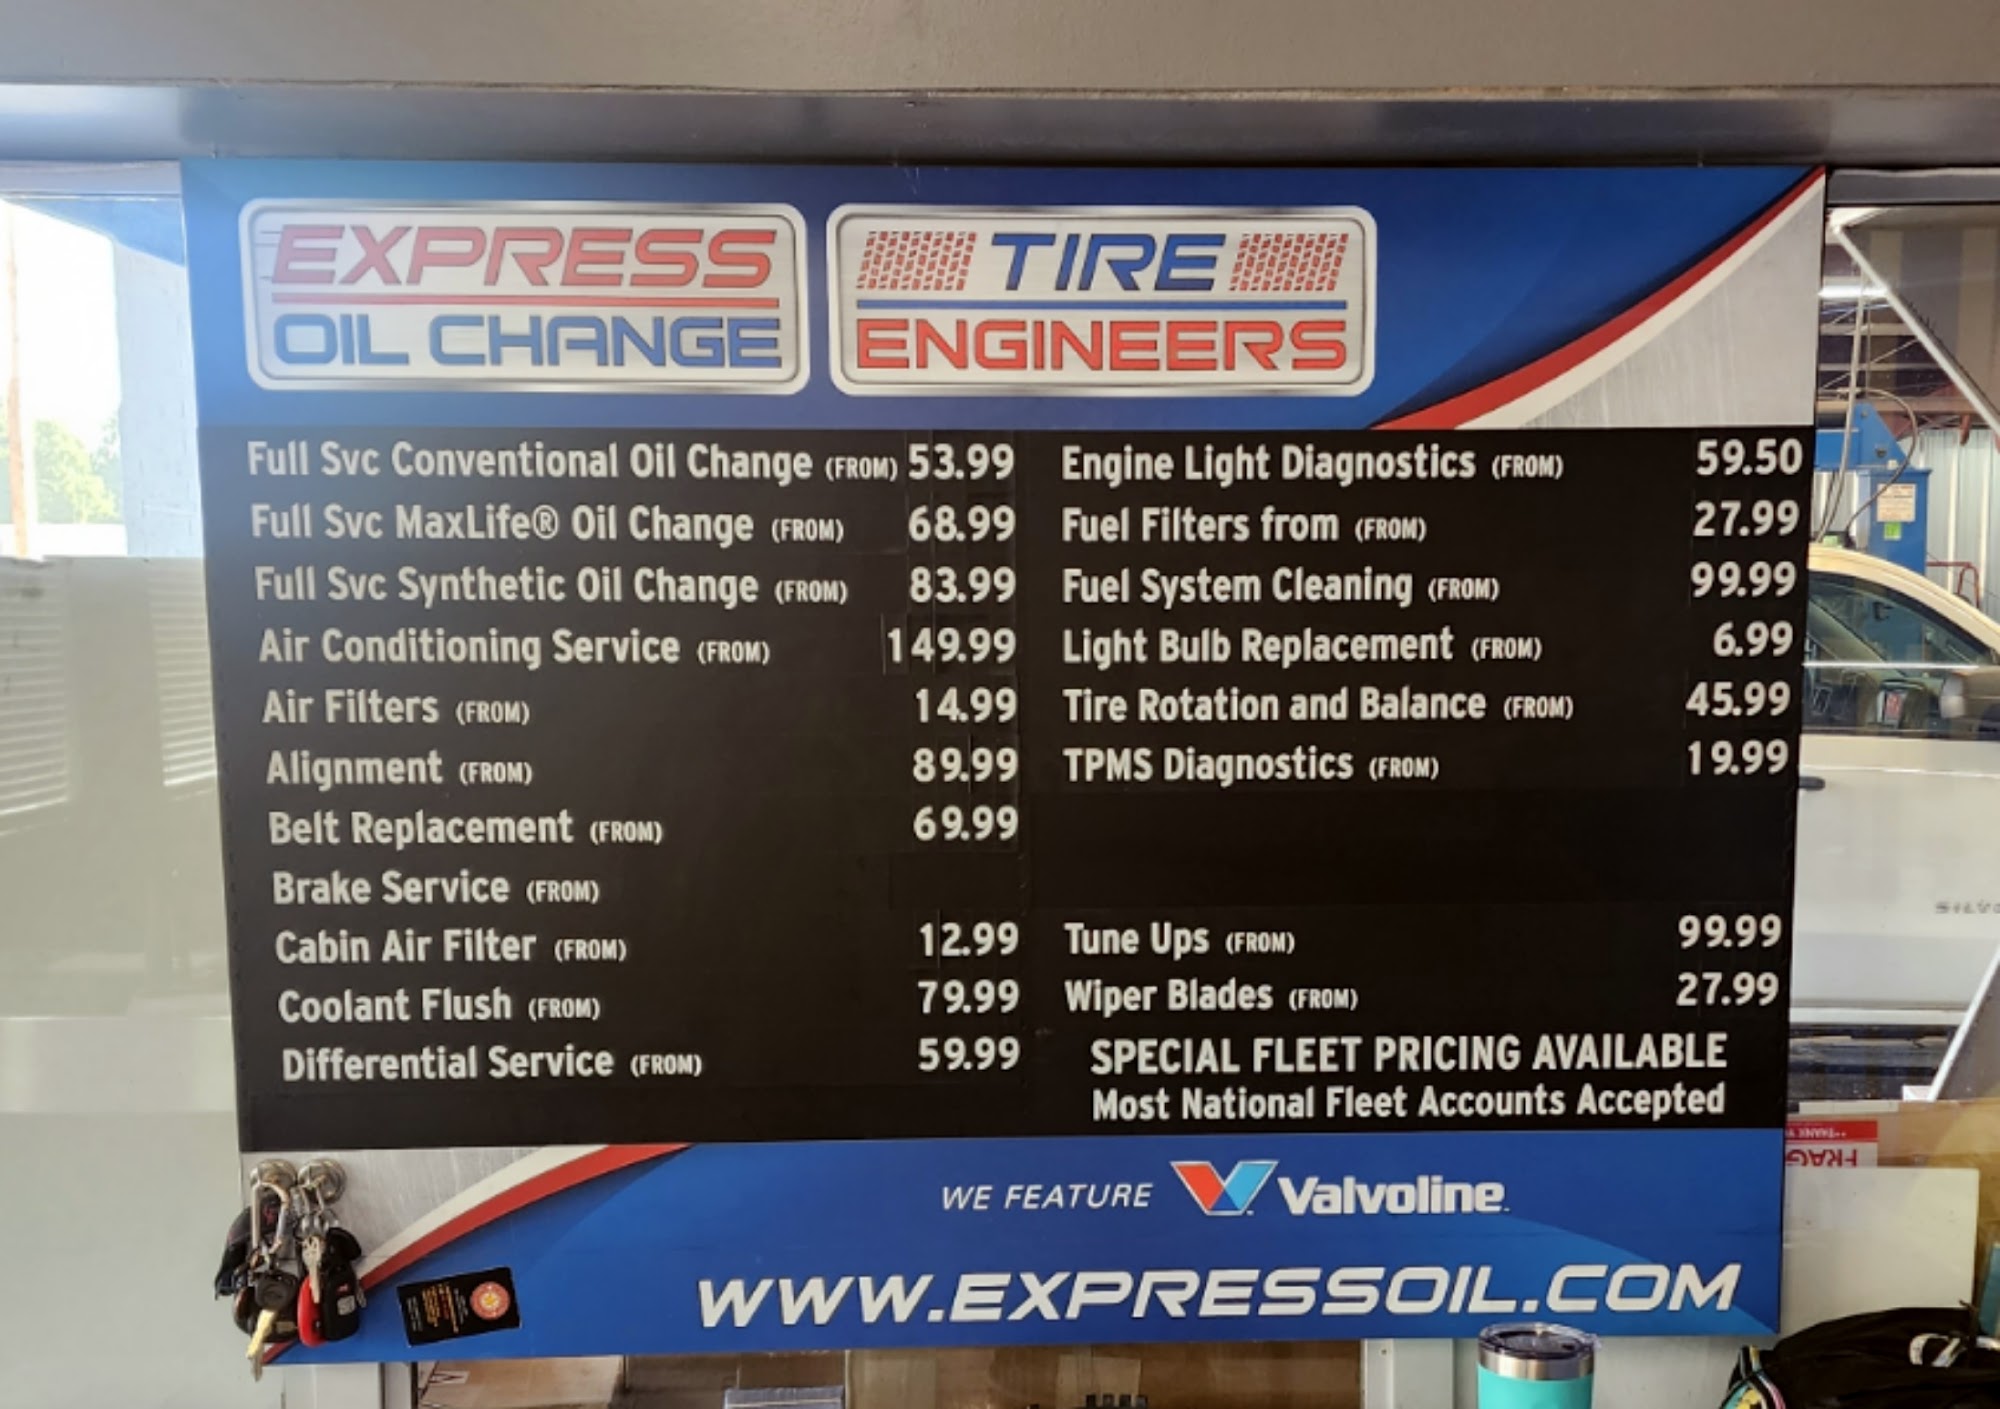 EXPRESS
OIL CHANGE
TIRE
ENGINEERS
Full Svc Conventional Oil Change (FROM) 53.99
Full Svc MaxLife® Oil Change (FROM) 68.99
Full Svc Synthetic Oil Change (FROM) 83.99
Air Conditioning Service (FROM) 149.99
Air Filters (FROM) 14.99
Alignment (FROM) 89.99
Belt Replacement (FROM) 69.99
Brake Service (FROM)
Cabin Air Filter (FROM) 12.99
Coolant Flush (FROM) 79.99
Differential Service (FROM) 59.99
Engine Light Diagnostics (FROM) 59.50
Fuel Filters from (FROM) 27.99
Fuel System Cleaning (FROM) 99.99
Light Bulb Replacement (FROM) 6.99
Tire Rotation and Balance (FROM) 45.99
TPMS Diagnostics (FROM) 19.99
Tune Ups (FROM) 99.99
Wiper Blades (FROM) 27.99
SPECIAL FLEET PRICING AVAILABLE
Most National Fleet Accounts Accepted
WE FEATURE Valvoline
WWW.EXPRESSOIL.COM